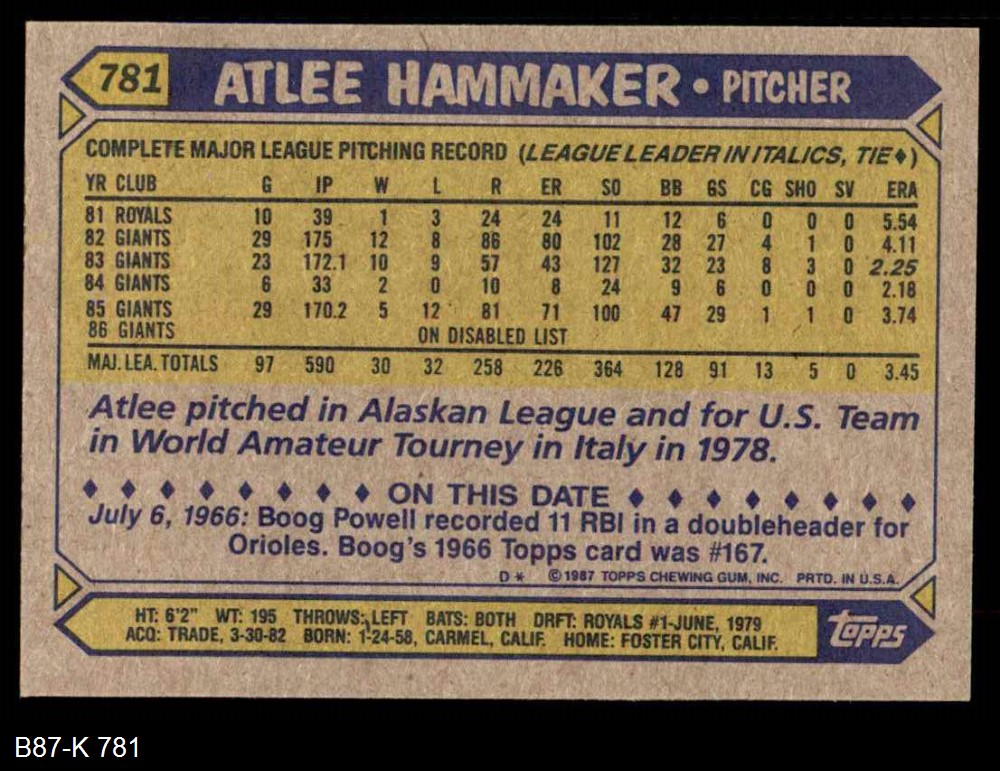 781 ATLEE HAMMAKER • PITCHER
COMPLETE MAJOR LEAGUE PITCHING RECORD (LEAGUE LEADER IN ITALICS, TIE♦)
YR CLUB G IP W L R ER SO BB GS CG SHO SV ERA
81 ROYALS 10 39 1 3 24 24 11 12 6 0 0 0 5.54
82 GIANTS 29 175 12 8 86 80 102 28 27 4 1 0 4.11
83 GIANTS 23 172.1 10 9 57 43 127 32 23 8 3 0 2.25
84 GIANTS 6 33 2 0 10 8 24 9 6 0 0 0 2.18
85 GIANTS 29 170.2 5 12 81 71 100 47 29 1 1 0 3.74
86 GIANTS ON DISABLED LIST
MAJ. LEA. TOTALS 97 590 30 32 258 226 364 128 91 13 5 0 3.45
Atlee pitched in Alaskan League and for U.S. Team
in World Amateur Tourney in Italy in 1978.
♦ ♦ ♦ ♦ ♦ ♦ ♦ ♦ ON THIS DATE ♦ ♦ ♦ ♦ ♦ ♦ ♦ ♦
July 6, 1966: Boog Powell recorded 11 RBI in a doubleheader for
Orioles. Boog's 1966 Topps card was #167.
D* ©1987 TOPPS CHEWING GUM, INC. PRTD. IN U.S.A.
HT: 6'2" WT: 195 THROWS: LEFT BATS: BOTH DRFT: ROYALS #1-JUNE, 1979
ACQ: TRADE, 3-30-82 BORN: 1-24-58, CARMEL, CALIF. HOME: FOSTER CITY, CALIF.
topps
B87-K 781